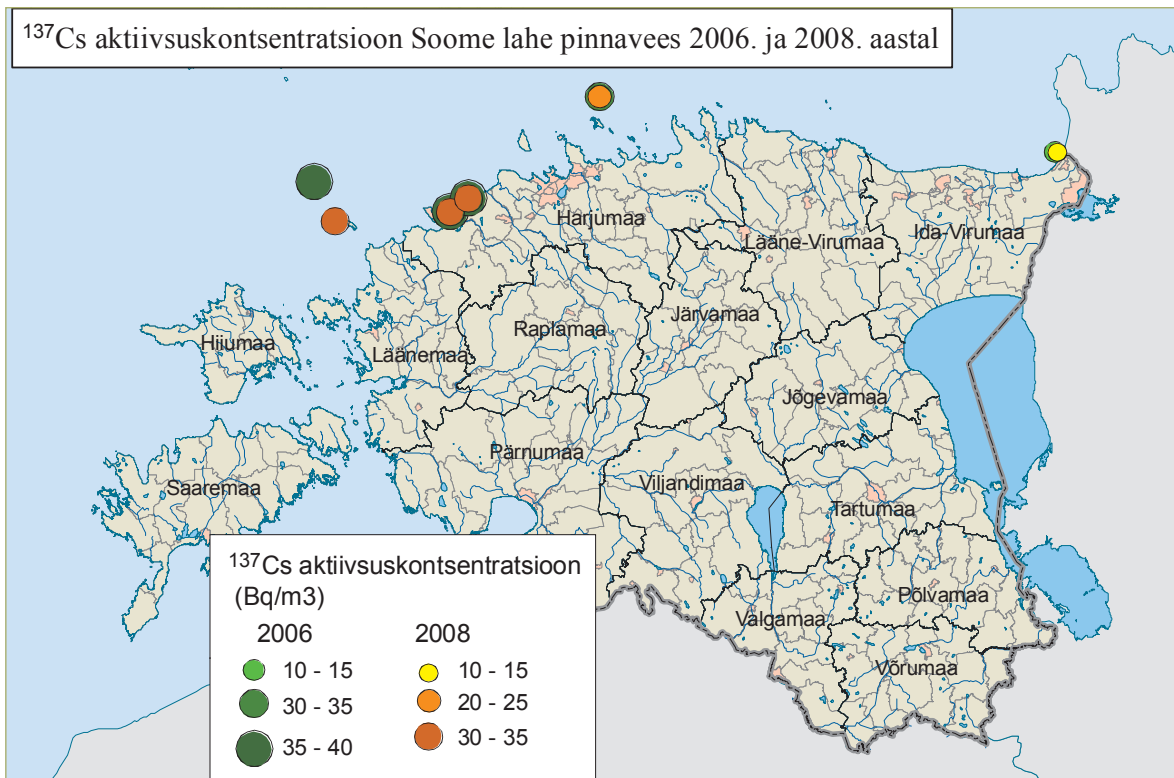 ¹³⁷Cs aktiivsuskontsentratsioon Soome lahe pinnavees 2006. ja 2008. aastal
Harjumaa
Lääne-Virumaa
Ida-Virumaa
Hiiumaa
Läänemaa
Raplamaa
Järvamaa
Jõgevamaa
Saaremaa
Pärnumaa
Viljandimaa
Tartumaa
Valgamaa
Põlvamaa
Võrumaa
¹³⁷Cs aktiivsuskontsentratsioon
(Bq/m3)
2006 2008
10 - 15 10 - 15
30 - 35 20 - 25
35 - 40 30 - 35